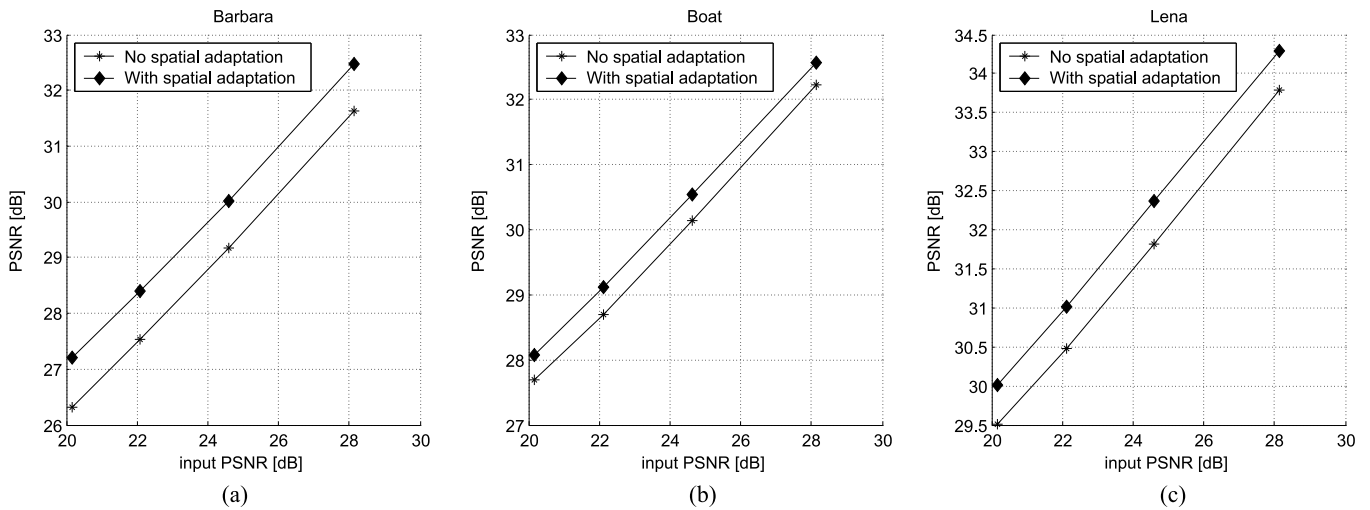 Barbara
33
32
31
30
29
28
27
26
20
22
24
26
28
30
PSNR [dB]
input PSNR [dB]
No spatial adaptation
With spatial adaptation
(a)
Boat
33
32
31
30
29
28
27
20
22
24
26
28
30
PSNR [dB]
input PSNR [dB]
No spatial adaptation
With spatial adaptation
(b)
Lena
34.5
34
33.5
33
32.5
32
31.5
31
30.5
30
29.5
20
22
24
26
28
30
PSNR [dB]
input PSNR [dB]
No spatial adaptation
With spatial adaptation
(c)